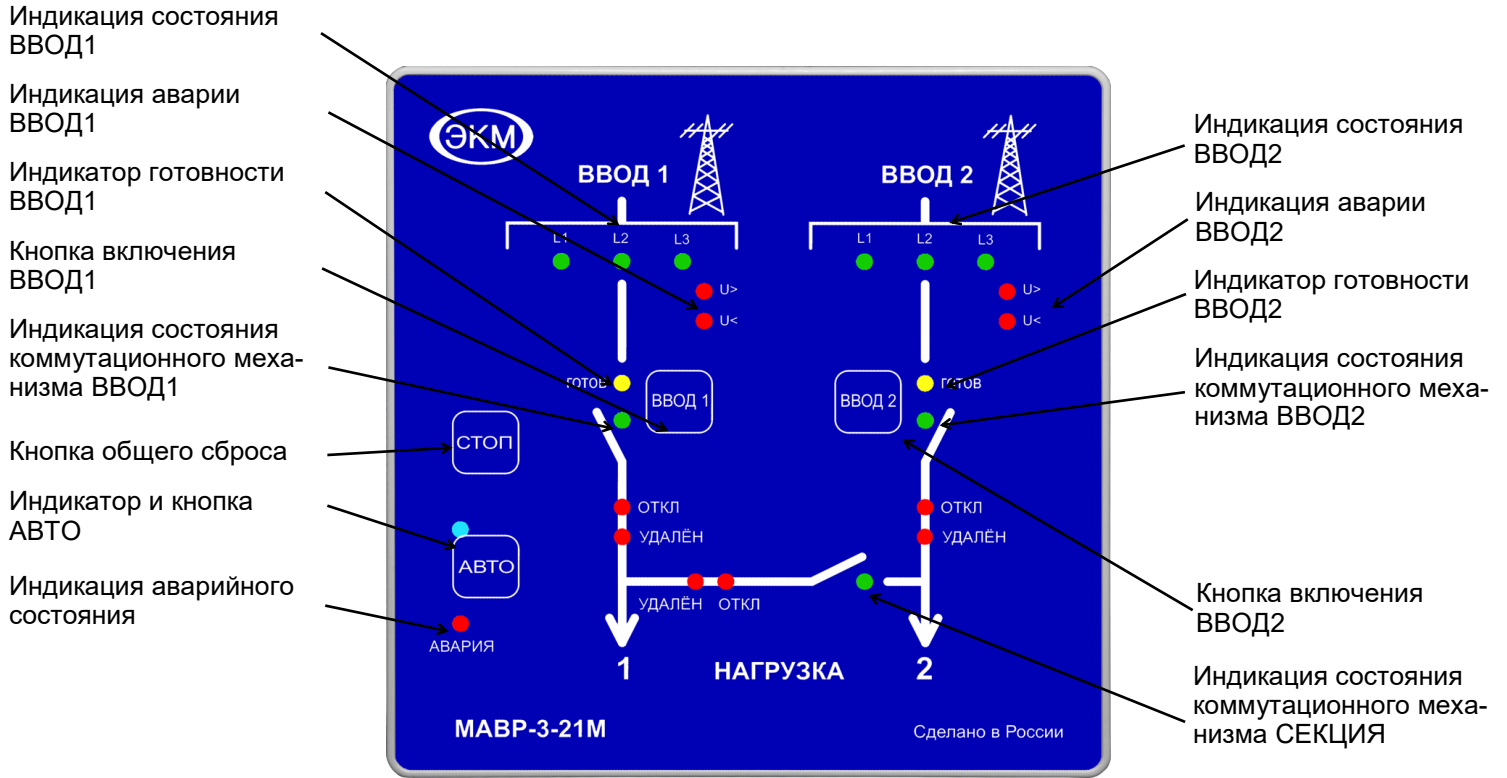 Индикация состояния
ВВОД1
Индикация аварии
ВВОД1
Индикатор готовности
ВВОД1
Кнопка включения
ВВОД1
Индикация состояния
коммутационного меха-
низма ВВОД1
Кнопка общего сброса
Индикатор и кнопка
АВТО
Индикация аварийного
состояния
ЭКМ
ВВОД 1
ВВОД 2
L1 L2 L3
L1 L2 L3
U>
U<
U>
U<
ГОТОВ
ВВОД 1
ВВОД 2
ГОТОВ
СТОП
ОТКЛ
УДАЛЁН
ОТКЛ
УДАЛЁН
АВТО
УДАЛЁН ОТКЛ
АВАРИЯ
1 НАГРУЗКА 2
МАВР-3-21М
Сделано в России
Индикация состояния
ВВОД2
Индикация аварии
ВВОД2
Индикатор готовности
ВВОД2
Индикация состояния
коммутационного меха-
низма ВВОД2
Кнопка включения
ВВОД2
Индикация состояния
коммутационного меха-
низма СЕКЦИЯ